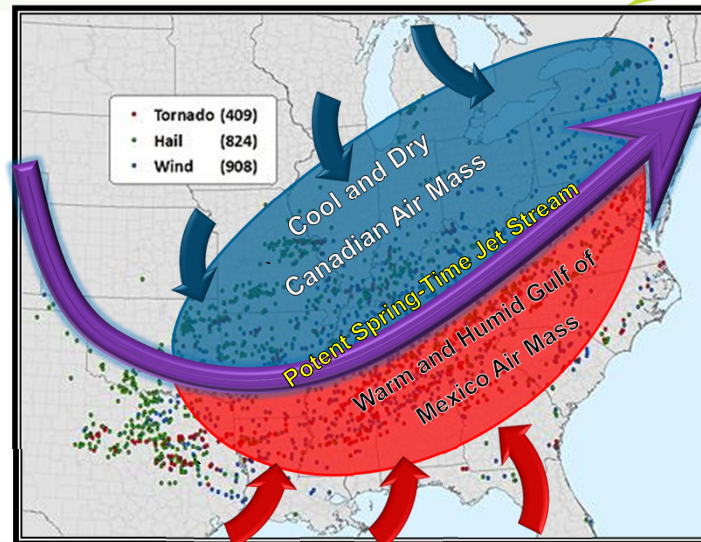 Tornado (409)
Hail (824)
Wind (908)
Cool and Dry
Canadian Air Mass
Potent Spring-Time Jet Stream
Warm and Humid Gulf of
Mexico Air Mass